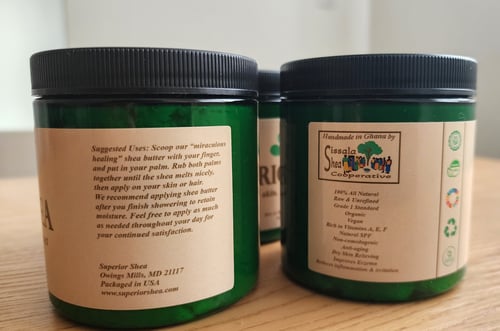 Suggested Uses: Scoop our "miraculous
healing" shea butter with your finger,
and put in your palm. Rub both palms
together until the shea melts nicely,
then apply on your skin or hair.
We recommend applying shea butter
after you finish showering to retain
moisture. Feel free to apply as much
as needed throughout your day for
your continued satisfaction.
Superior Shea
Owings Mills, MD 21117
Packaged in USA
www.superiorshea.com
Handmade in Ghana by
Sissala
Shea
Cooperative
100% All Natural
Raw & Unrefined
Grade 1 Standard
Organic
Vegan
Rich in Vitamins A, E, F
Natural SPF
Non-comedogenic
Anti-aging
Dry Skin Relieving
Improves Eczema
Reduces inflammation & irritation